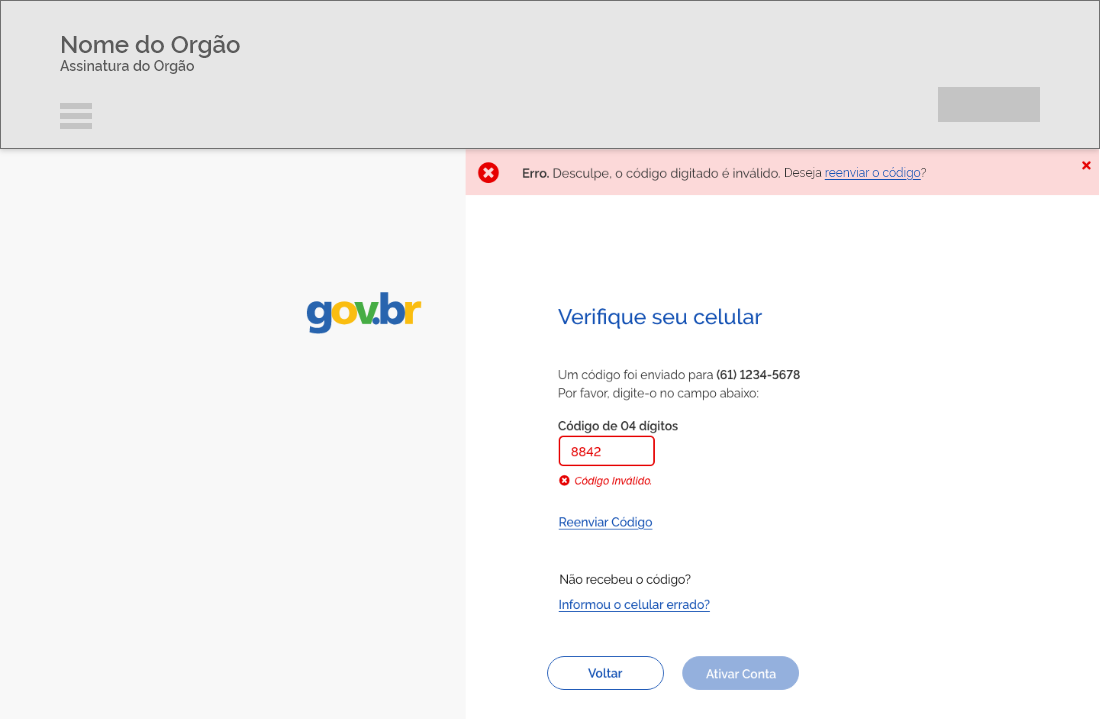 Nome do Orgão
Assinatura do Orgão
Erro. Desculpe, o código digitado é inválido. Deseja reenviar o código?
gov.br
Verifique seu celular
Um código foi enviado para (61) 1234-5678
Por favor, digite-o no campo abaixo:
Código de 04 dígitos
8842
Código inválido.
Reenviar Código
Não recebeu o código?
Informou o celular errado?
Voltar
Ativar Conta